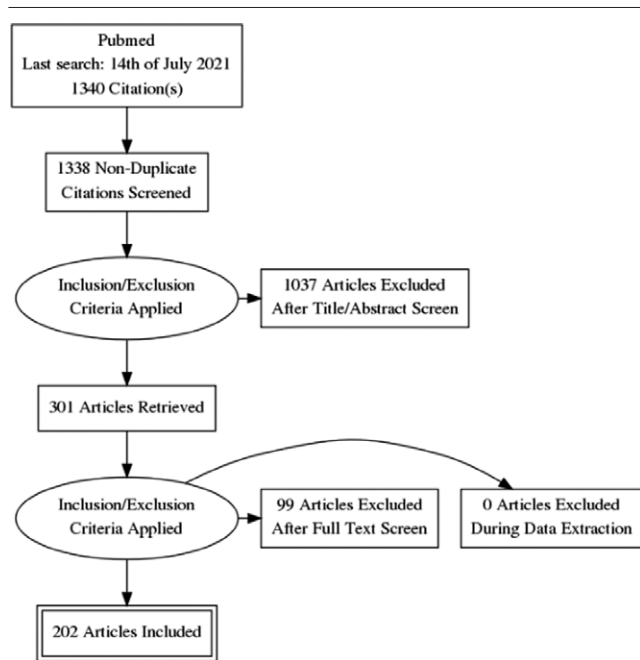 Pubmed
Last search: 14th of July 2021
1340 Citation(s)
1338 Non-Duplicate
Citations Screened
Inclusion/Exclusion
Criteria Applied
1037 Articles Excluded
After Title/Abstract Screen
301 Articles Retrieved
Inclusion/Exclusion
Criteria Applied
99 Articles Excluded
After Full Text Screen
0 Articles Excluded
During Data Extraction
202 Articles Included